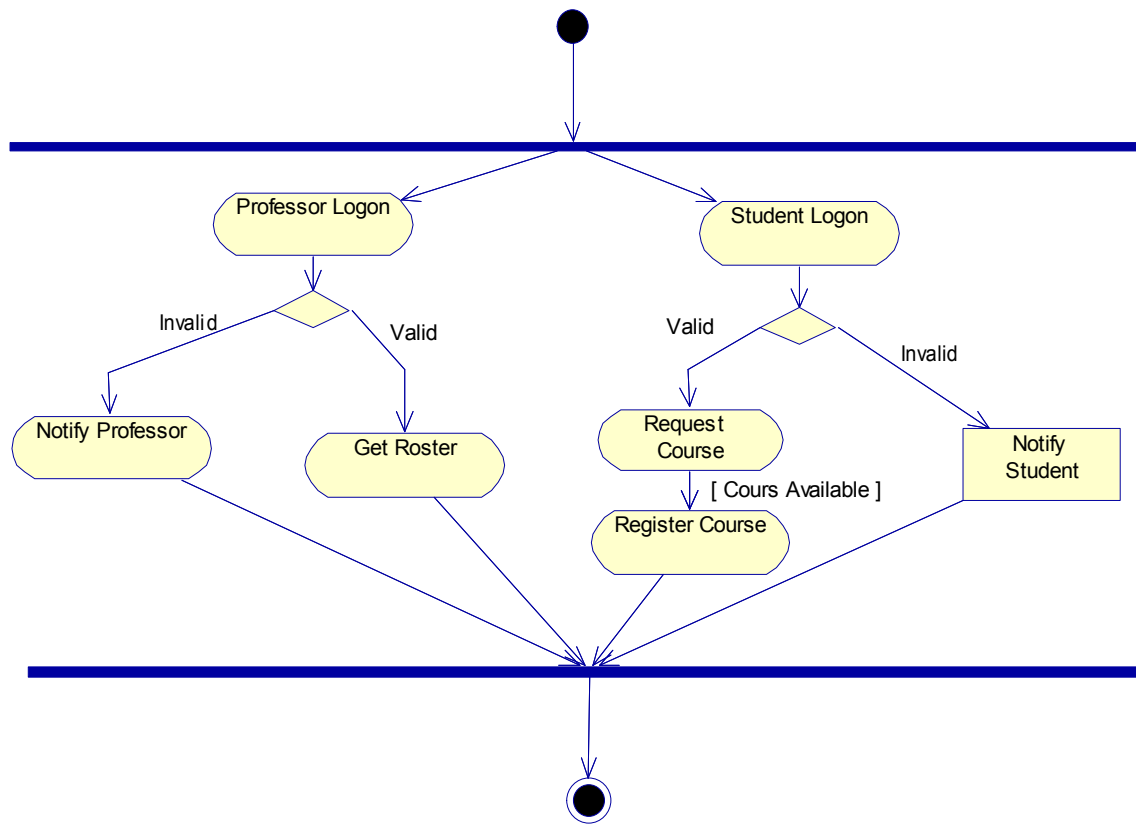 Professor Logon
Student Logon
Invalid
Valid
Valid
Invalid
Notify Professor
Get Roster
Request
Course
Notify
Student
[ Cours Available ]
Register Course